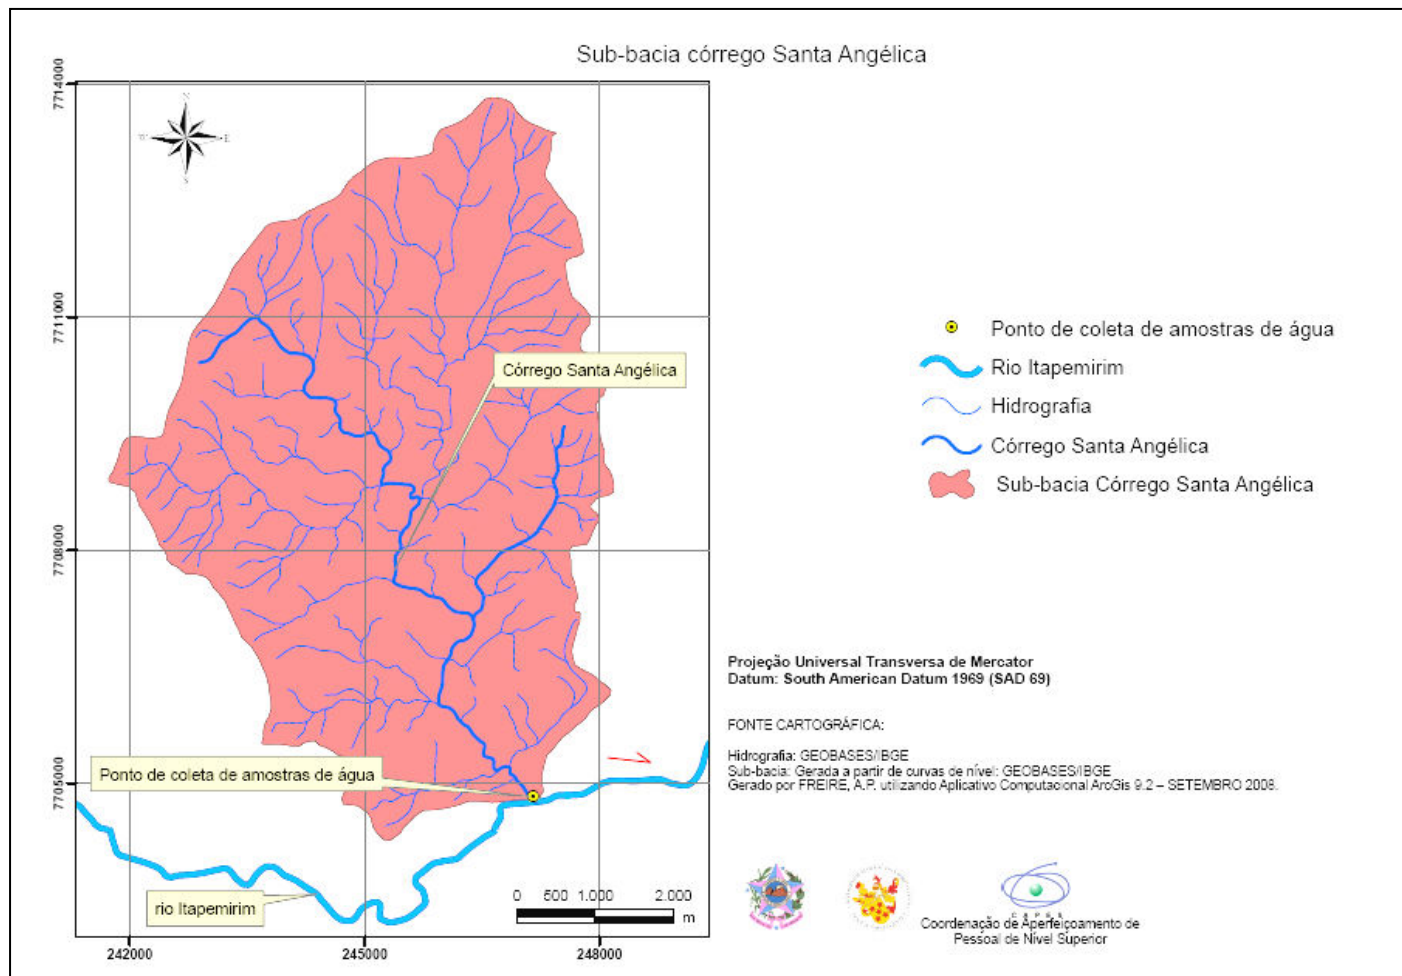 Sub-bacia córrego Santa Angélica
7714000
7711000
7708000
7705000
N
E
S
Córrego Santa Angélica
Ponto de coleta de amostras de água
rio Itapemirim
0 500 1.000 2.000
m
242000 245000 248000
Ponto de coleta de amostras de água
Rio Itapemirim
Hidrografia
Córrego Santa Angélica
Sub-bacia Córrego Santa Angélica
Projeção Universal Transversa de Mercator
Datum: South American Datum 1969 (SAD 69)
FONTE CARTOGRÁFICA:
Hidrografia: GEOBASES/IBGE
Sub-bacia: Gerada a partir de curvas de nível: GEOBASES/IBGE
Gerado por FREIRE, A.P. utilizando Aplicativo Computacional ArcGis 9.2 – SETEMBRO 2008.
CAPES
Coordenação de Aperfeiçoamento de
Pessoal de Nível Superior